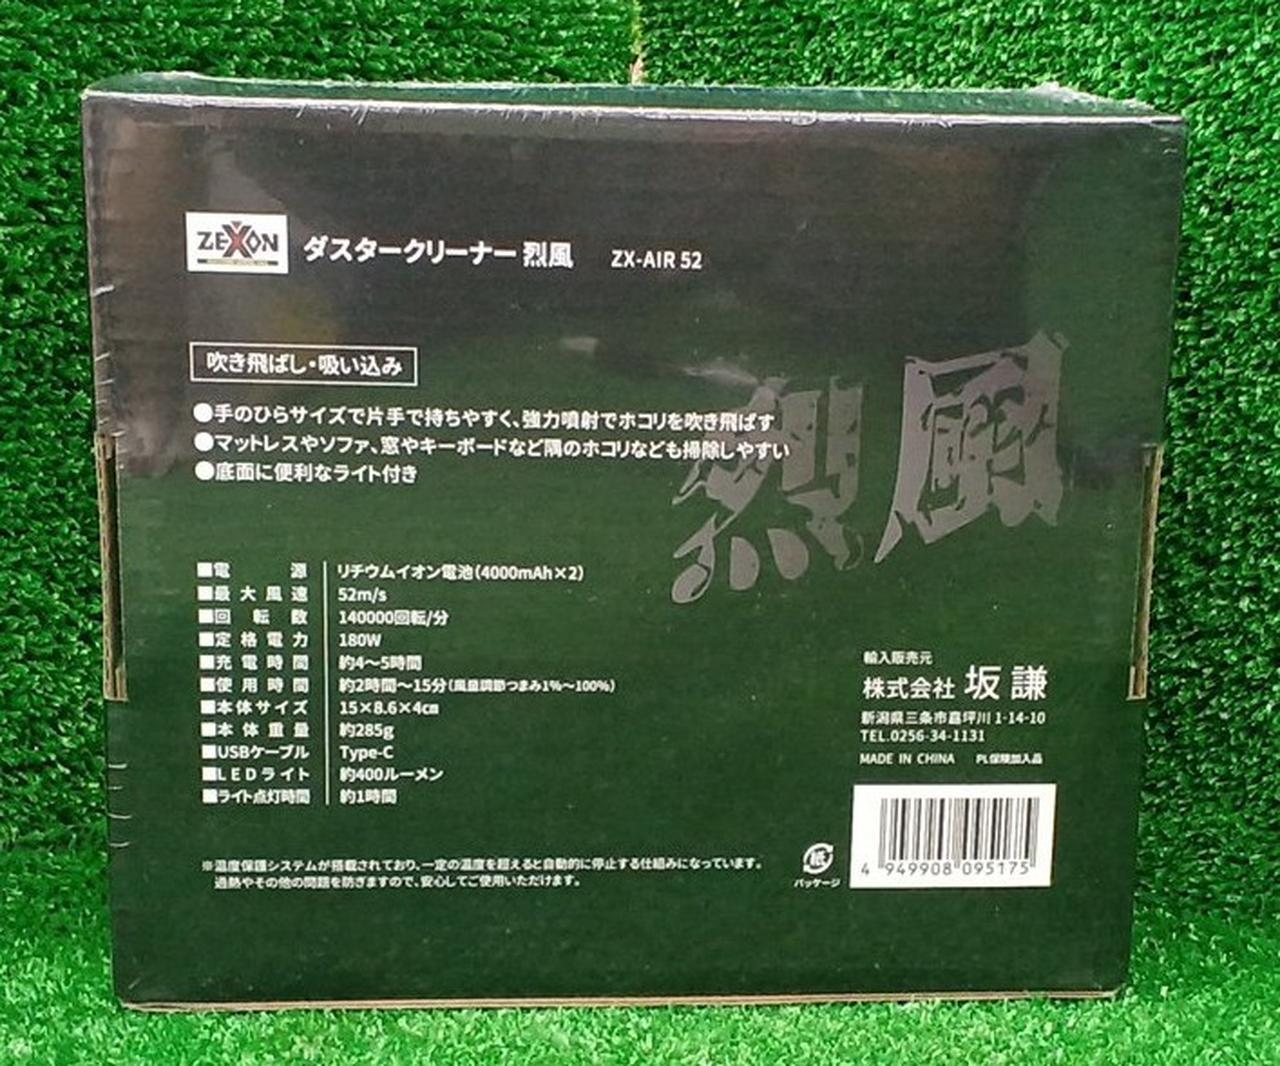 ZEXON
ダスタークリーナー 烈風 ZX-AIR 52
吹き飛ばし・吸い込み
●手のひらサイズで片手で持ちやすく、強力噴射でホコリを吹き飛ばす
●マットレスやソファ、窓やキーボードなど隅のホコリなども掃除しやすい
●底面に便利なライト付き
烈風
■電源 リチウムイオン電池(4000mAh×2)
■最大風速 52m/s
■回転数 140000回転/分
■定格電力 180W
■充電時間 約4～5時間
■使用時間 約2時間～15分(風量調節つまみ1%～100%)
■本体サイズ 15×8.6×4㎝
■本体重量 約285g
■USBケーブル Type-C
■LEDライト 約400ルーメン
■ライト点灯時間 約1時間
※温度保護システムが搭載されており、一定の温度を超えると自動的に停止する仕組みになっています。
過熱やその他の問題を防ぎますので、安心してご使用いただけます。
輸入販売元
株式会社 坂謙
新潟県三条市嘉坪川 1-14-10
TEL.0256-34-1131
MADE IN CHINA PL保険加入品
紙
パッケージ
4 949908 095175